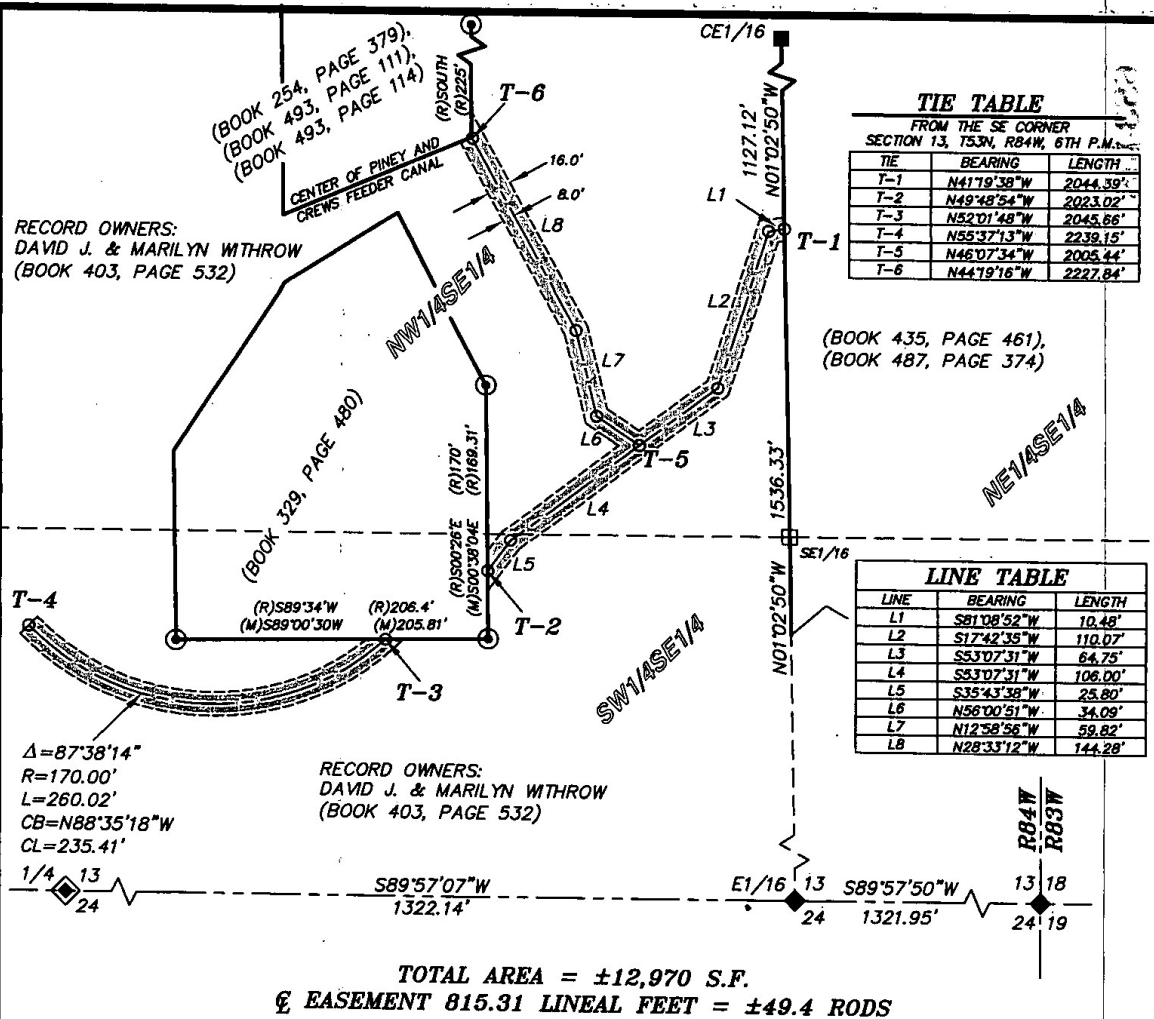 (BOOK 254, PAGE 379),
(BOOK 493, PAGE 111),
(BOOK 493, PAGE 114)
(R)SOUTH
(R)225'
T-6
CENTER OF PINEY AND
CREWS FEEDER CANAL
16.0'
8.0'
L8
CE1/16
1127.12'
N01°02'50"W
L1
T-1
TIE TABLE
FROM THE SE CORNER
SECTION 13, T53N, R84W, 6TH P.M.
TIE BEARING LENGTH
T-1 N41°19'38"W 2044.39'
T-2 N49°48'54"W 2023.02'
T-3 N52°01'48"W 2045.66'
T-4 N55°37'13"W 2239.15'
T-5 N46°07'34"W 2005.44'
T-6 N44°19'16"W 2227.84'
RECORD OWNERS:
DAVID J. & MARILYN WITHROW
(BOOK 403, PAGE 532)
NW1/4SE1/4
L2
L7
L6
L3
T-5
L4
L5
(BOOK 435, PAGE 461),
(BOOK 487, PAGE 374)
NE1/4SE1/4
1536.33'
SE1/16
N01°02'50"W
(BOOK 329, PAGE 480)
(R)170'
(R)169.31'
(R)S00°26'E
(M)S00°38'04E
(R)S89°34'W (R)206.4'
(M)S89°00'30W (M)205.81'
T-2
T-3
T-4
SW1/4SE1/4
LINE TABLE
LINE BEARING LENGTH
L1 S81°08'52"W 10.48'
L2 S17°42'35"W 110.07'
L3 S53°07'31"W 64.75'
L4 S53°07'31"W 106.00'
L5 S35°43'38"W 25.80'
L6 N56°00'51"W 34.09'
L7 N12°58'56"W 59.82'
L8 N28°33'12"W 144.28'
Δ=87°38'14"
R=170.00'
L=260.02'
CB=N88°35'18"W
CL=235.41'
RECORD OWNERS:
DAVID J. & MARILYN WITHROW
(BOOK 403, PAGE 532)
R84W
R83W
1/4 13
24
S89°57'07"W
1322.14'
E1/16 13
24
S89°57'50"W
1321.95'
13 18
24 19
TOTAL AREA = ±12,970 S.F.
℄ EASEMENT 815.31 LINEAL FEET = ±49.4 RODS